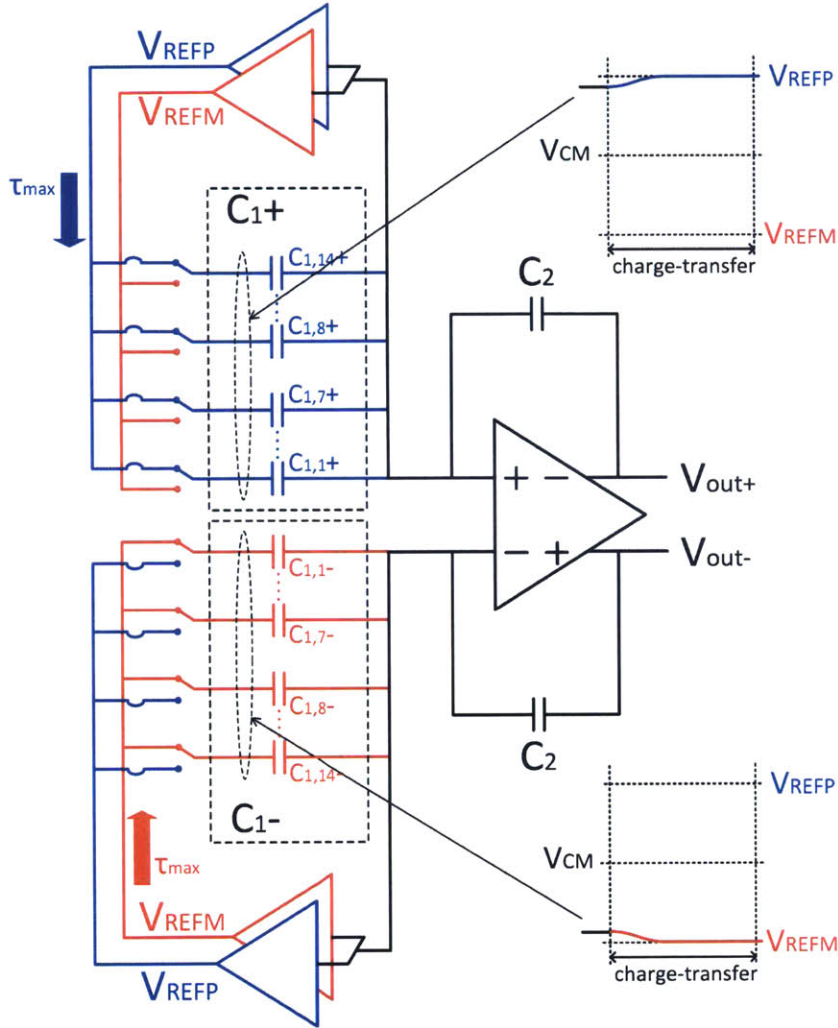 VREFP
VREFM
τmax
C1+
C1,14+
C1,8+
C1,7+
C1,1+
VREFP
VCM
VREFM
charge-transfer
C2
+ −
− +
Vout+
Vout-
C1,1-
C1,7-
C1,8-
C1,14-
C1-
C2
τmax
VREFM
VREFP
VREFP
VCM
VREFM
charge-transfer